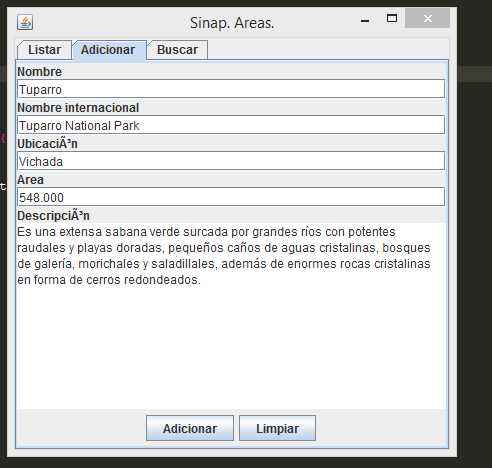 Sinap. Areas.
Listar Adicionar Buscar
Nombre
Tuparro
Nombre internacional
Tuparro National Park
UbicaciÃ³n
Vichada
Area
548.000
DescripciÃ³n
Es una extensa sabana verde surcada por grandes ríos con potentes
raudales y playas doradas, pequeños caños de aguas cristalinas, bosques
de galería, morichales y saladillales, además de enormes rocas cristalinas
en forma de cerros redondeados.
Adicionar Limpiar
{
t